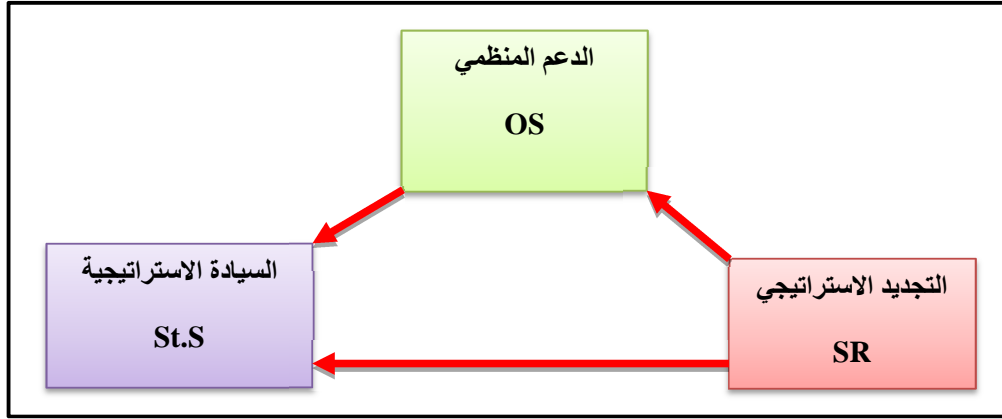 الدعم المنظمي
OS
التجديد الاستراتيجي
SR
السيادة الاستراتيجية
St.S